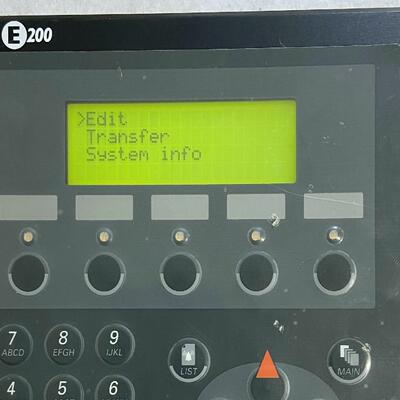 E200
>Edit
Transfer
System info
7 8 9
ABCD EFGH IJKL
LIST
MAIN
4 5 6